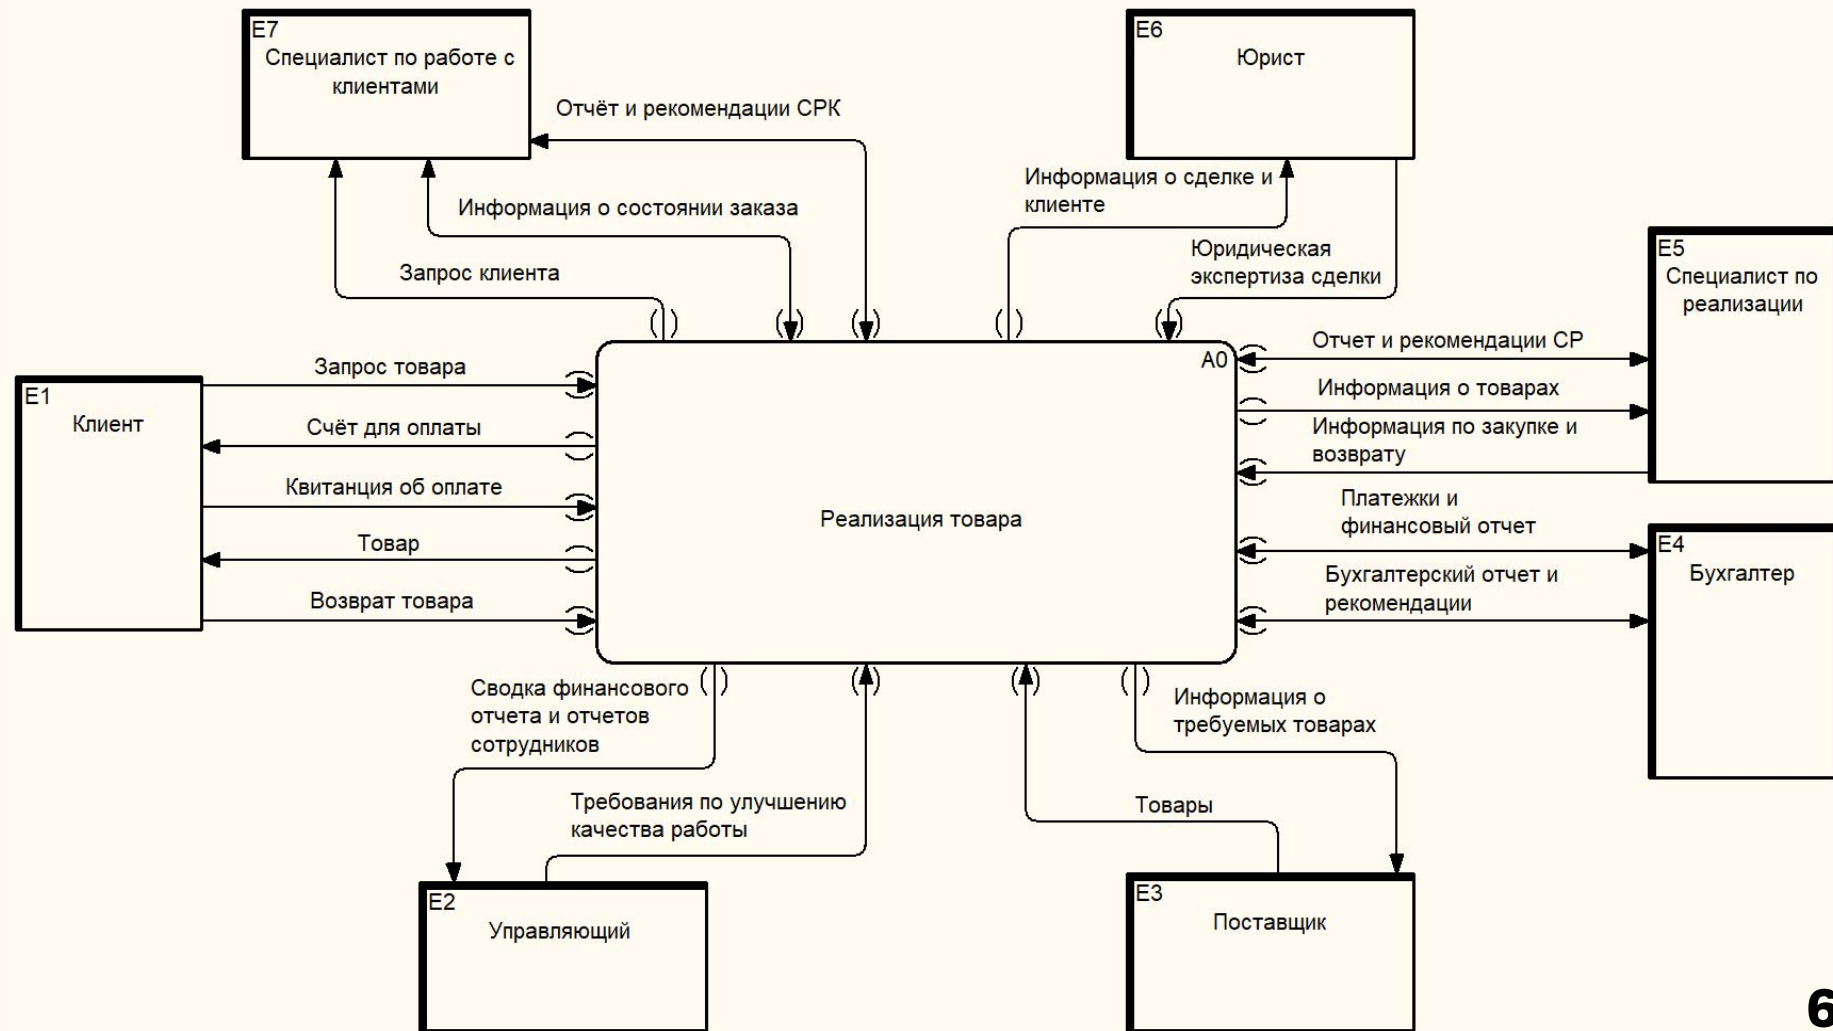 E7
Специалист по работе с
клиентами
E6
Юрист
Отчёт и рекомендации СРК
Информация о сделке и
клиенте
Информация о состоянии заказа
Юридическая
экспертиза сделки
Запрос клиента
E5
Специалист по
реализации
E1
Клиент
Запрос товара
Счёт для оплаты
Квитанция об оплате
Товар
Возврат товара
A0
Реализация товара
Отчет и рекомендации СР
Информация о товарах
Информация по закупке и
возврату
Платежки и
финансовый отчет
Бухгалтерский отчет и
рекомендации
E4
Бухгалтер
Сводка финансового
отчета и отчетов
сотрудников
Информация о
требуемых товарах
Требования по улучшению
качества работы
Товары
E2
Управляющий
E3
Поставщик
6